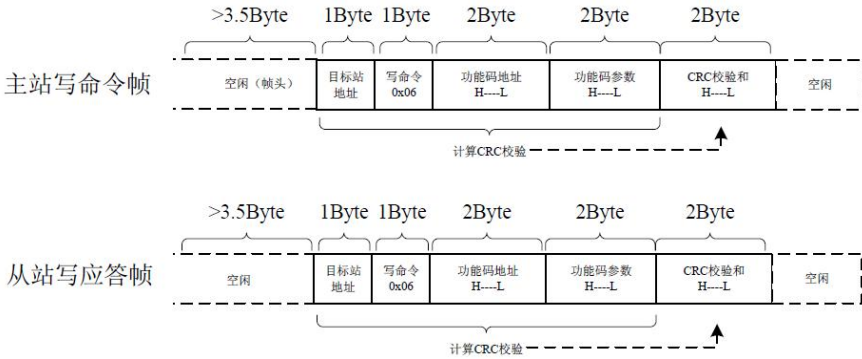 >3.5Byte 1Byte 1Byte 2Byte 2Byte 2Byte
主站写命令帧
空闲（帧头）
目标站
地址
写命令
0x06
功能码地址
H----L
功能码参数
H----L
CRC校验和
H----L
空闲
计算CRC校验
>3.5Byte 1Byte 1Byte 2Byte 2Byte 2Byte
从站写应答帧
空闲
目标站
地址
写命令
0x06
功能码地址
H----L
功能码参数
H----L
CRC校验和
H----L
空闲
计算CRC校验